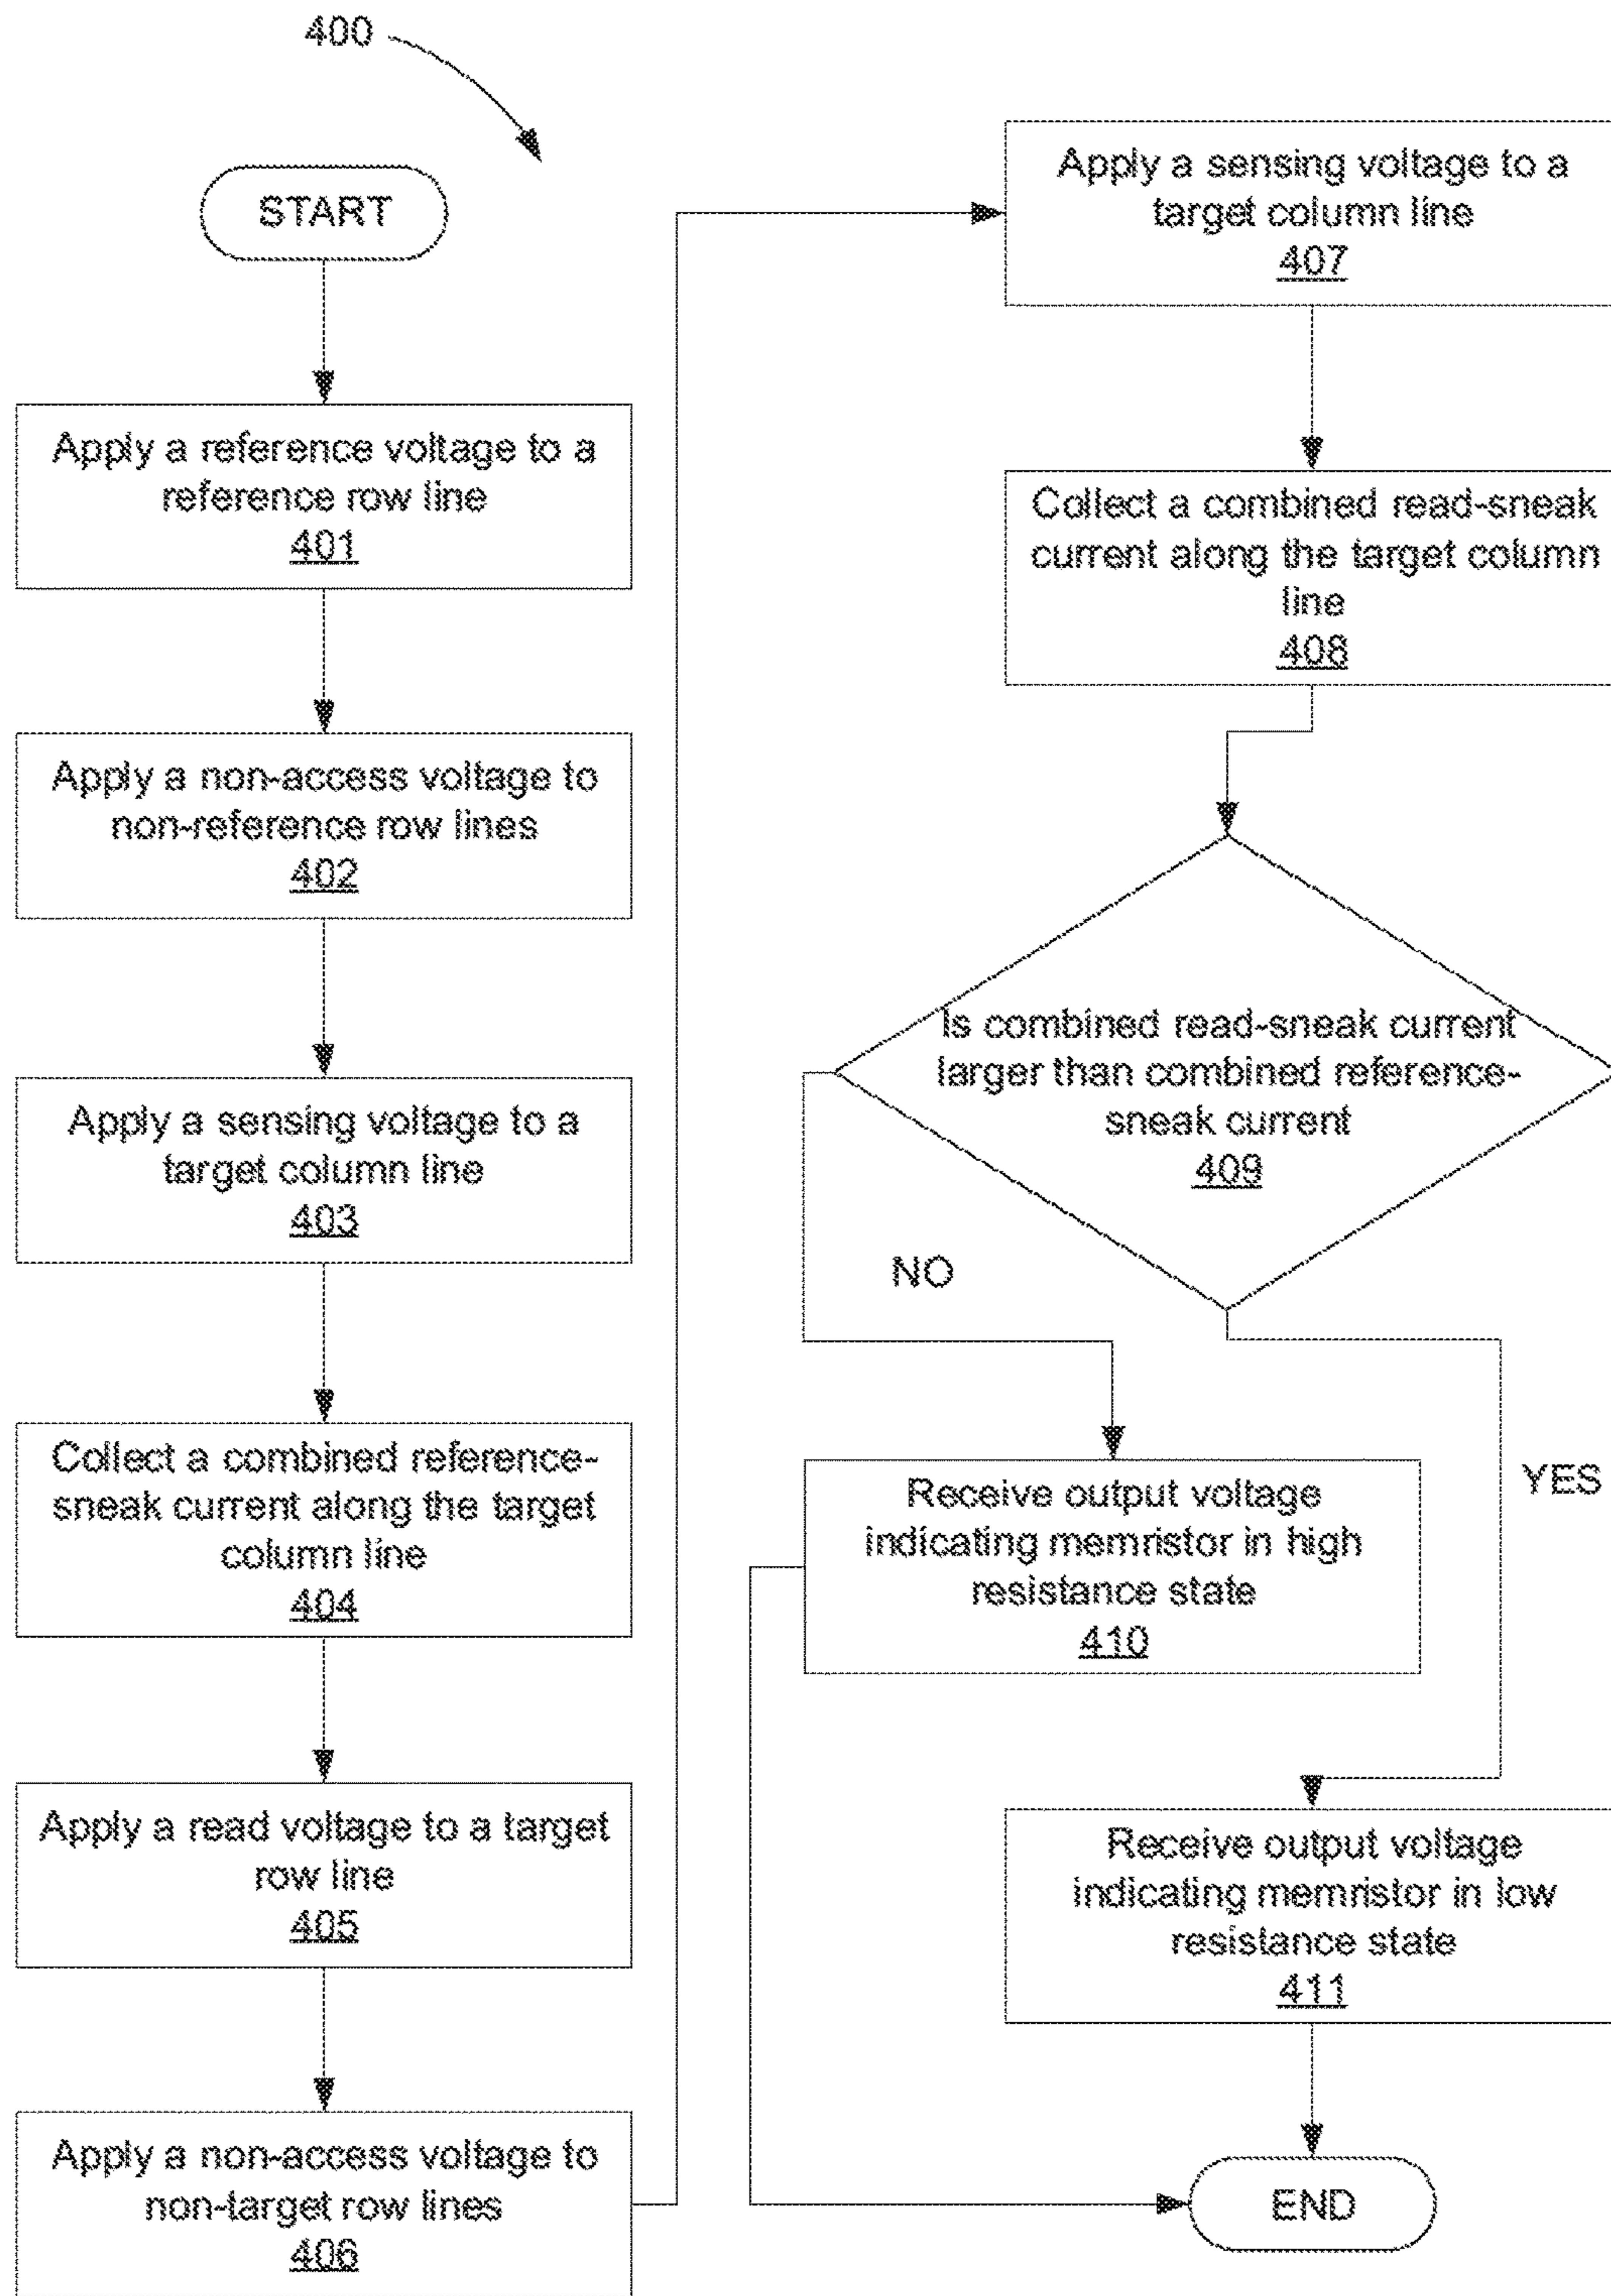 400
START
Apply a reference voltage to a
reference row line
401
Apply a non-access voltage to
non-reference row lines
402
Apply a sensing voltage to a
target column line
403
Collect a combined reference-
sneak current along the target
column line
404
Apply a read voltage to a target
row line
405
Apply a non-access voltage to
non-target row lines
406
Apply a sensing voltage to a
target column line
407
Collect a combined read-sneak
current along the target column
line
408
Is combined read-sneak current
larger than combined reference-
sneak current
409
NO
YES
Receive output voltage
indicating memristor in high
resistance state
410
Receive output voltage
indicating memristor in low
resistance state
411
END